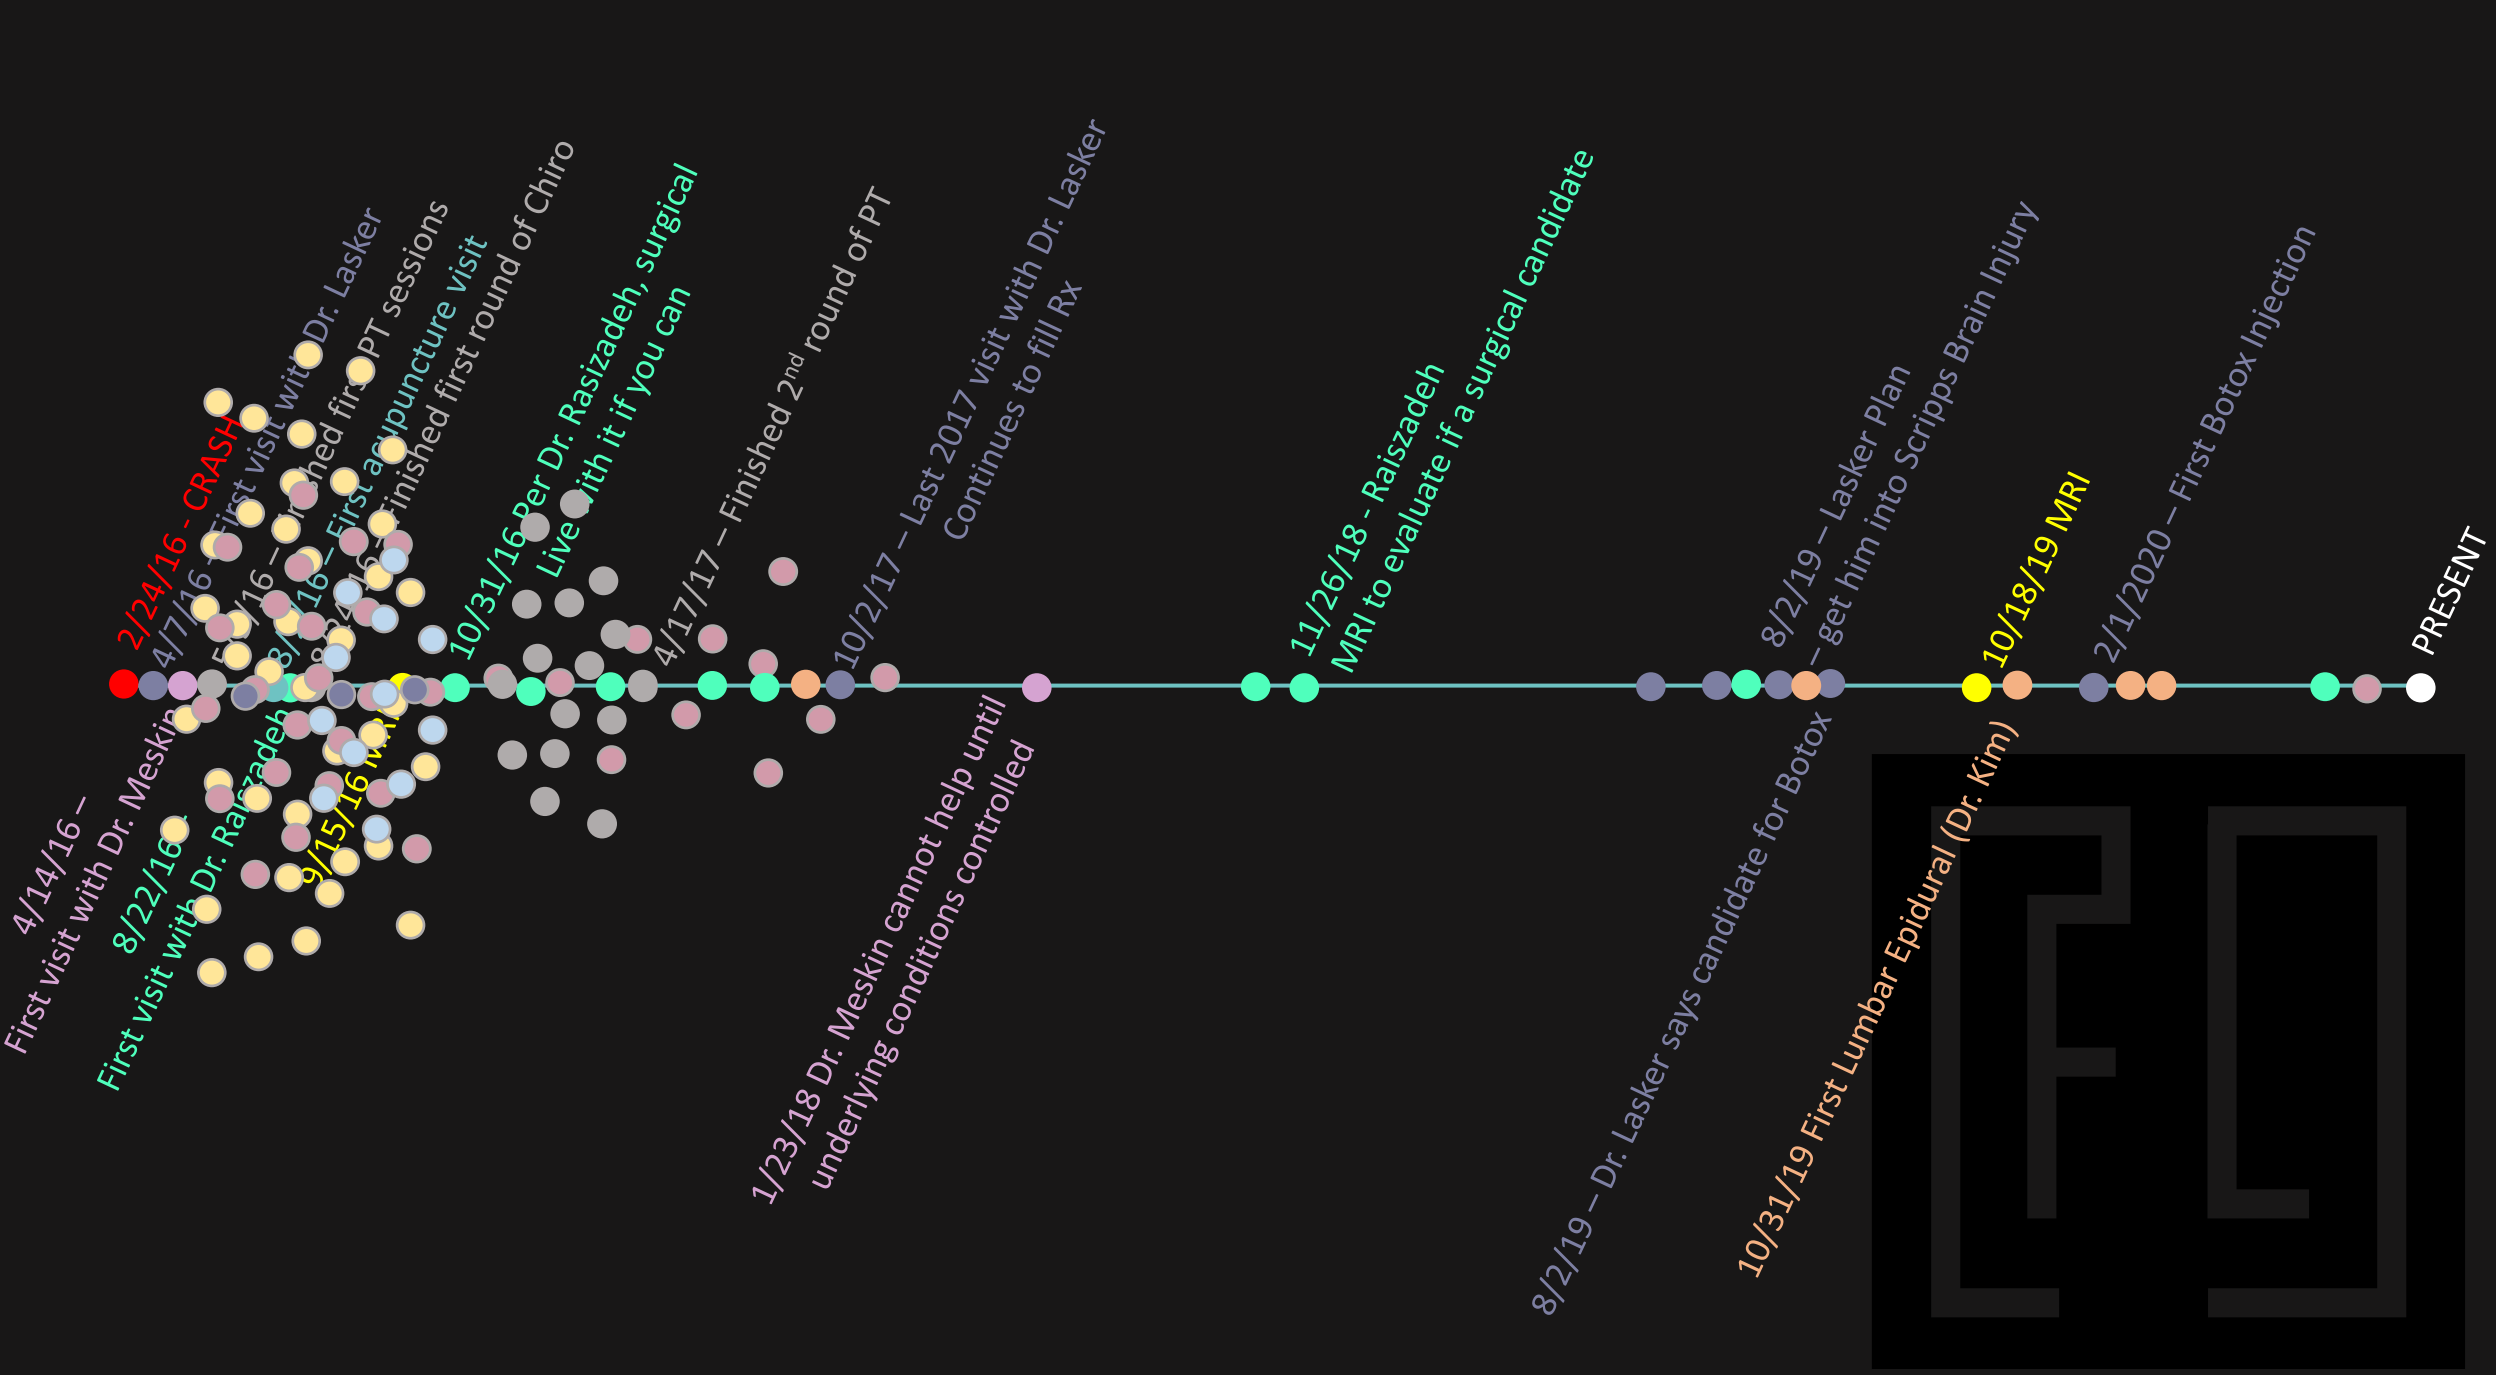 2/24/16 - CRASH
4/7/16 – First visit with Dr. Lasker
/16 – first PT sessions
8/ /16 – First acupuncture visit
finished first round of Chiro
10/31/16 Per Dr. Rasizadeh, surgical
Live with it if you can
4/17/17 – Finished 2nd round of PT
10/2/17 – Last 2017 visit with Dr. Lasker
Continues to fill Rx
11/26/18 - Raiszadeh
MRI to evaluate if a surgical candidate
8/2/19 – Lasker Plan
– get him into Scripps Brain Injury
10/18/19 MRI
2/1/2020 – First Botox Injection
PRESENT
4/14/16 –
First visit with Dr. Meskin
8/22/16 -
First visit with Dr. Raiszadeh
9/15/16 MRI
1/23/18 Dr. Meskin cannot help until
underlying conditions controlled
8/2/19 – Dr. Lasker says candidate for Botox
10/31/19 First Lumbar Epidural (Dr. Kim)